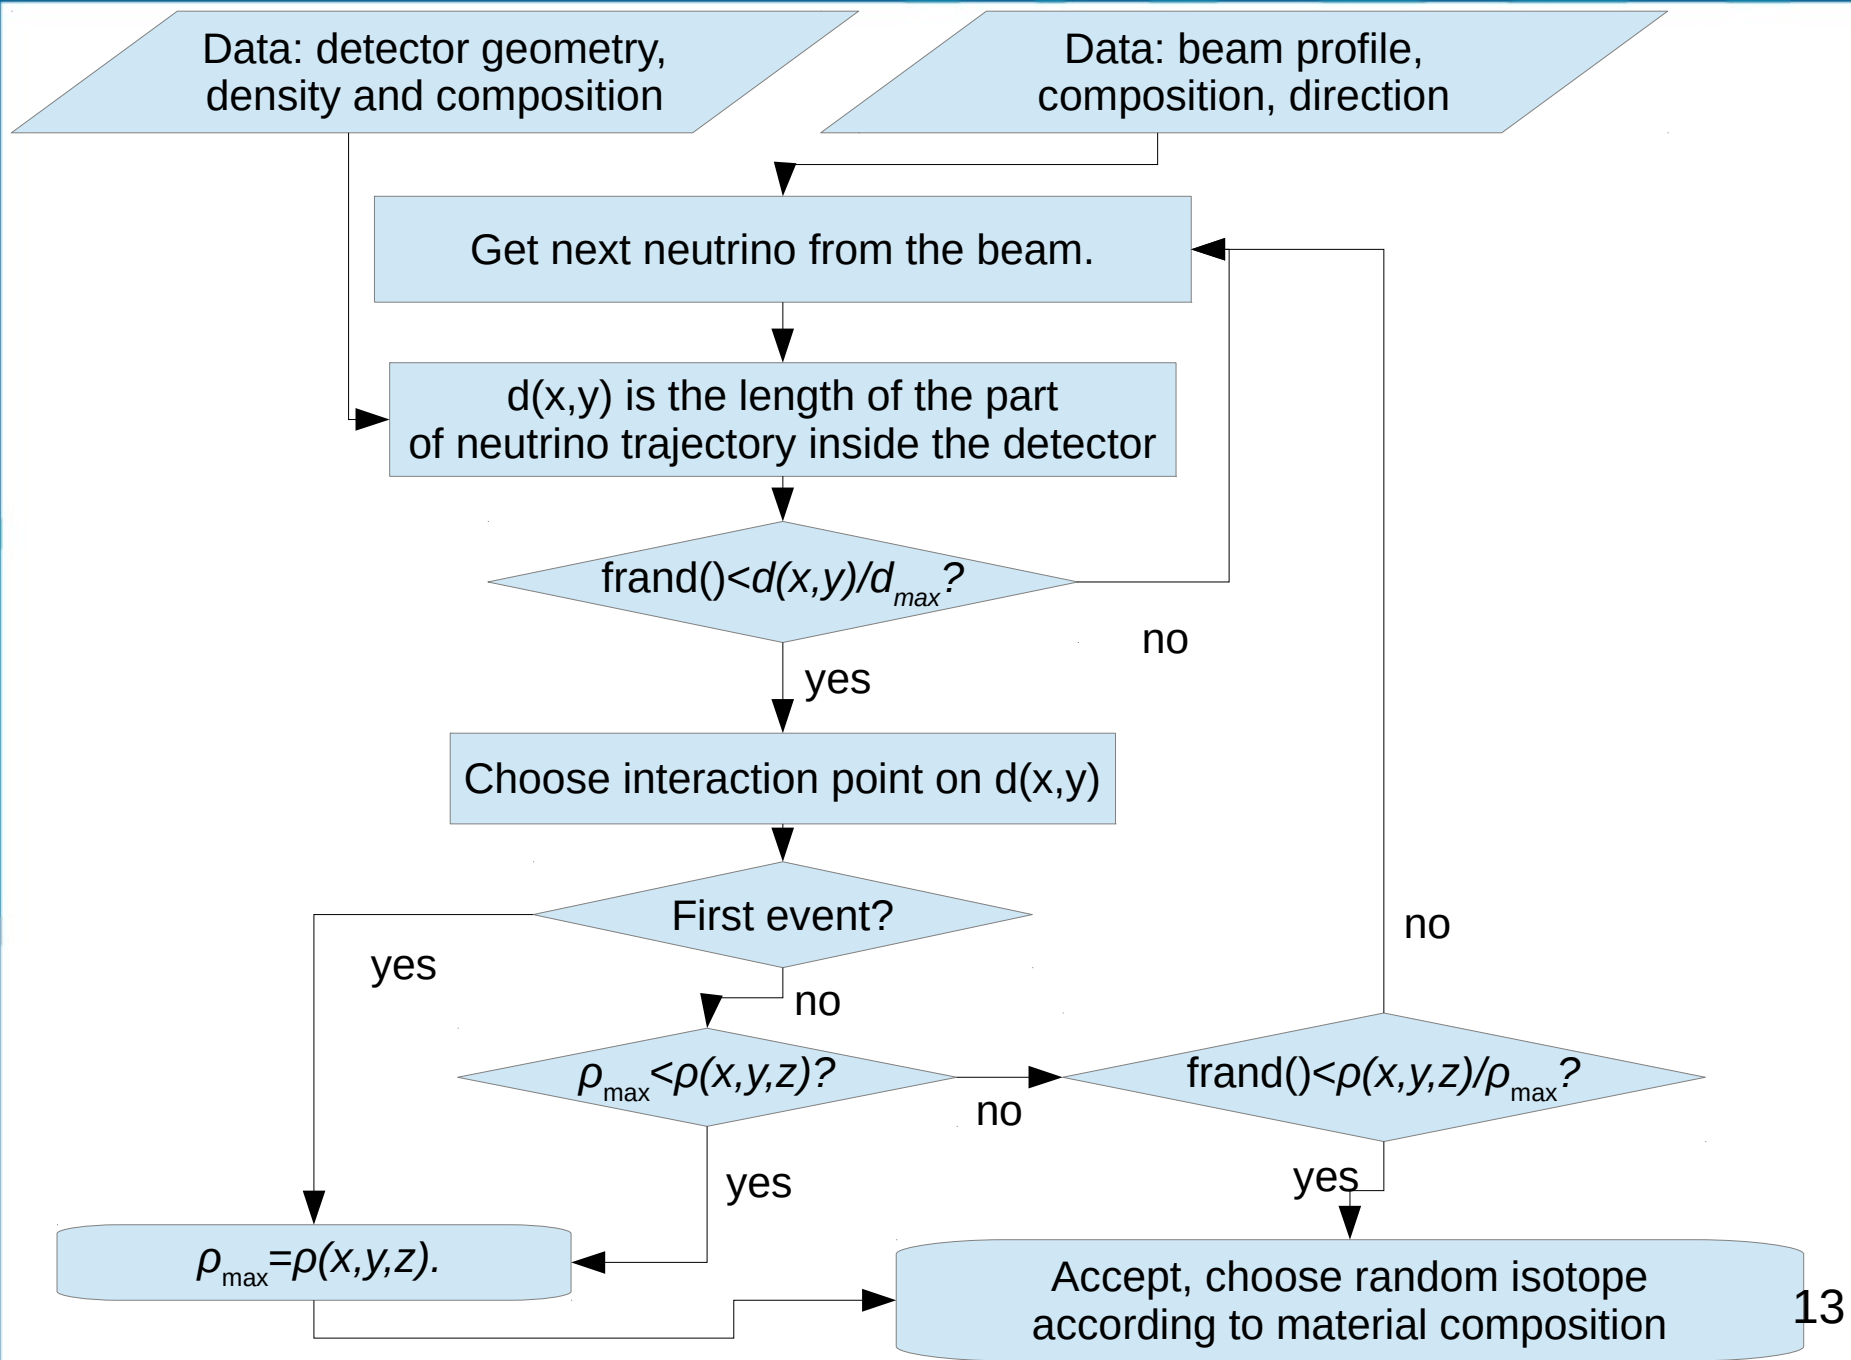 Data: detector geometry,
density and composition
Data: beam profile,
composition, direction
Get next neutrino from the beam.
d(x,y) is the length of the part
of neutrino trajectory inside the detector
frand()<d(x,y)/dmax?
no
yes
Choose interaction point on d(x,y)
First event?
yes
no
no
ρmax<ρ(x,y,z)?
no
frand()<ρ(x,y,z)/ρmax?
yes
yes
ρmax=ρ(x,y,z).
Accept, choose random isotope
according to material composition
13